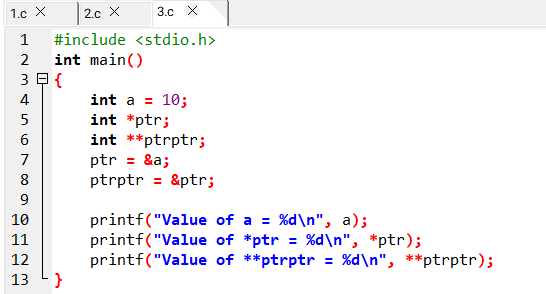 1.c X 2.c X 3.c X
1 #include <stdio.h>
2 int main()
3 {
4 int a = 10;
5 int *ptr;
6 int **ptrptr;
7 ptr = &a;
8 ptrptr = &ptr;
9
10 printf("Value of a = %d\n", a);
11 printf("Value of *ptr = %d\n", *ptr);
12 printf("Value of **ptrptr = %d\n", **ptrptr);
13 }